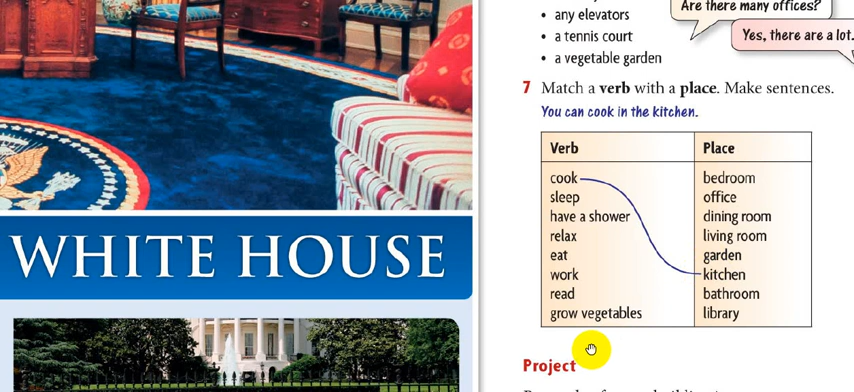 WHITE HOUSE
Are there many offices?
Yes, there are a lot.
• any elevators
• a tennis court
• a vegetable garden
7 Match a verb with a place. Make sentences.
You can cook in the kitchen.
Verb Place
cook bedroom
sleep office
have a shower dining room
relax living room
eat garden
work kitchen
read bathroom
grow vegetables library
Project